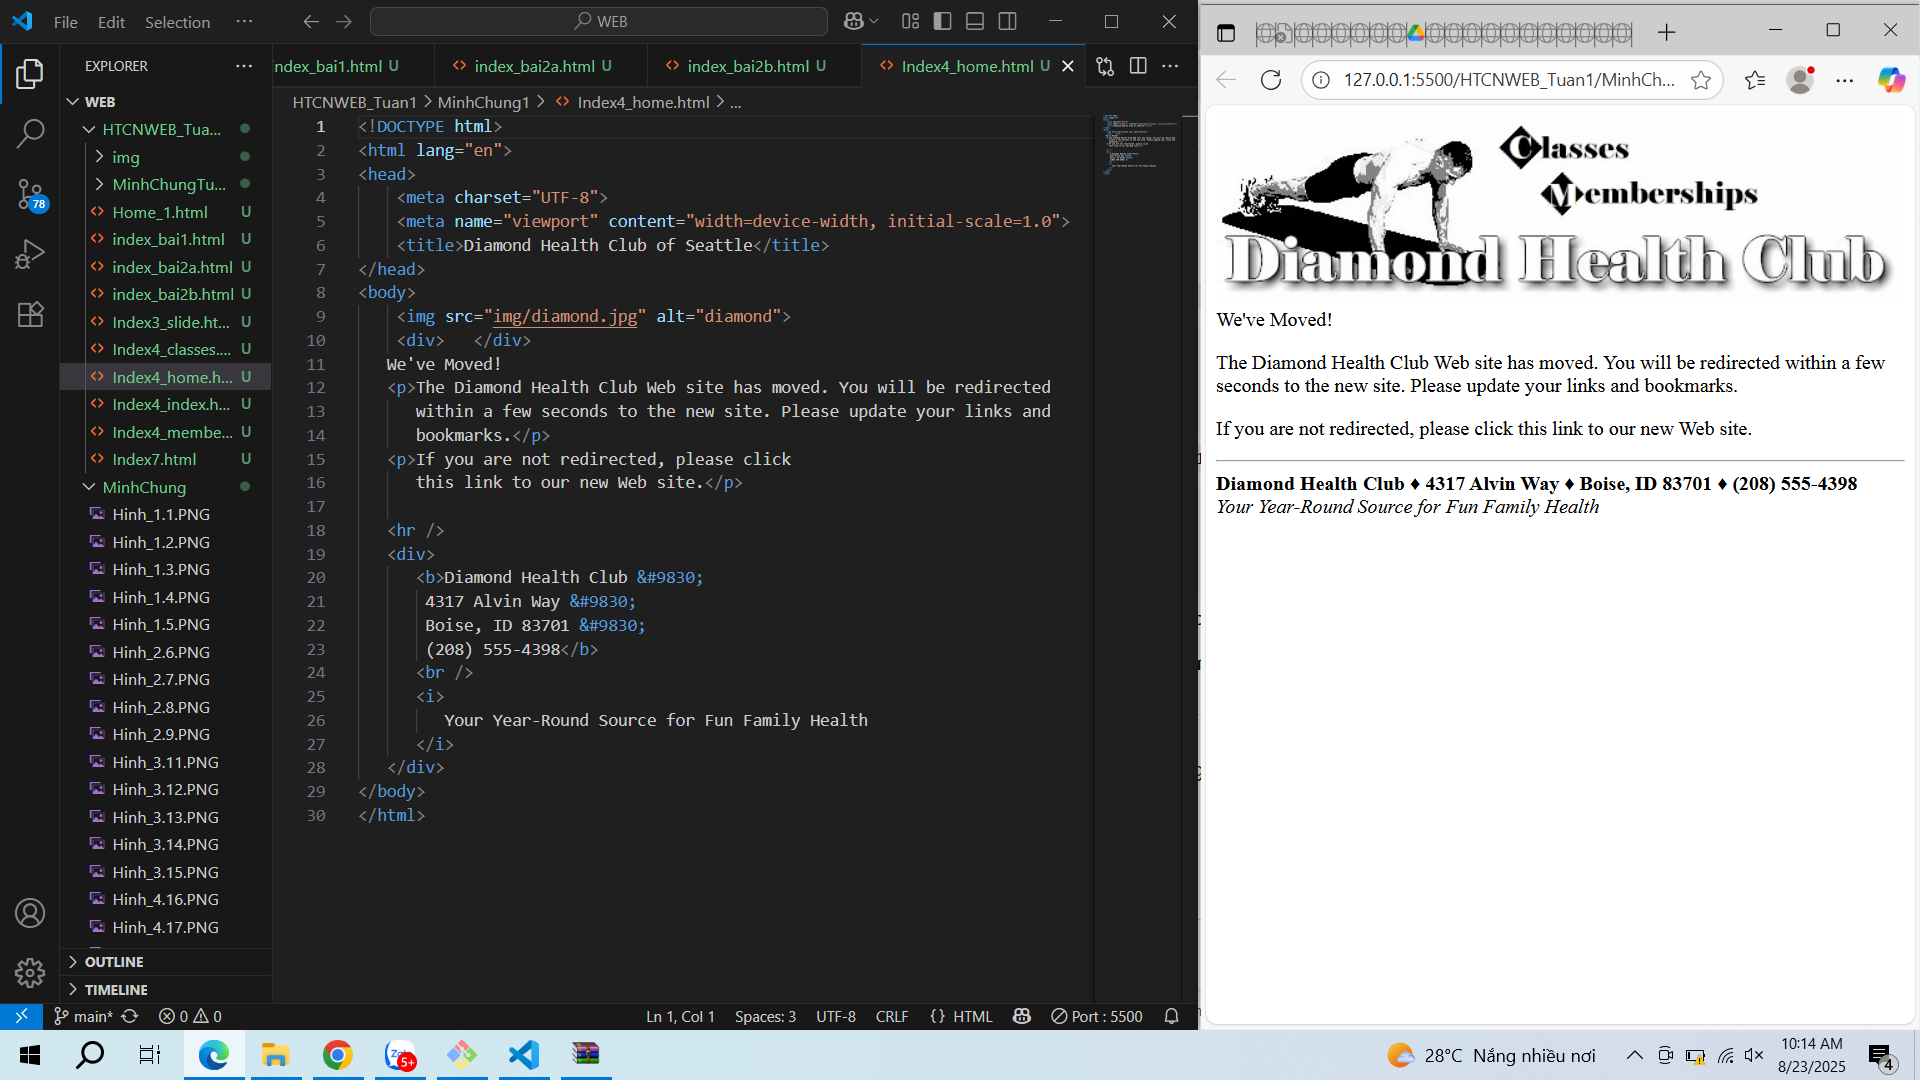 File Edit Selection ···
WEB
EXPLORER ···
WEB
HTCNWEB_Tua...
img
MinhChungTu...
Home_1.html U
index_bai1.html U
index_bai2a.html U
index_bai2b.html U
Index3_slide.ht... U
Index4_classes.... U
Index4_home.h... U
Index4_index.h... U
Index4_membe... U
Index7.html U
MinhChung
Hinh_1.1.PNG
Hinh_1.2.PNG
Hinh_1.3.PNG
Hinh_1.4.PNG
Hinh_1.5.PNG
Hinh_2.6.PNG
Hinh_2.7.PNG
Hinh_2.8.PNG
Hinh_2.9.PNG
Hinh_3.11.PNG
Hinh_3.12.PNG
Hinh_3.13.PNG
Hinh_3.14.PNG
Hinh_3.15.PNG
Hinh_4.16.PNG
Hinh_4.17.PNG
OUTLINE
TIMELINE
78
ndex_bai1.html U index_bai2a.html U index_bai2b.html U Index4_home.html U
HTCNWEB_Tuan1 > MinhChung1 > Index4_home.html > ...
1 <!DOCTYPE html>
2 <html lang="en">
3 <head>
4 <meta charset="UTF-8">
5 <meta name="viewport" content="width=device-width, initial-scale=1.0">
6 <title>Diamond Health Club of Seattle</title>
7 </head>
8 <body>
9 <img src="img/diamond.jpg" alt="diamond">
10 <div> </div>
11 We've Moved!
12 <p>The Diamond Health Club Web site has moved. You will be redirected
13 within a few seconds to the new site. Please update your links and
14 bookmarks.</p>
15 <p>If you are not redirected, please click
16 this link to our new Web site.</p>
17
18 <hr />
19 <div>
20 <b>Diamond Health Club &#9830;
21 4317 Alvin Way &#9830;
22 Boise, ID 83701 &#9830;
23 (208) 555-4398</b>
24 <br />
25 <i>
26 Your Year-Round Source for Fun Family Health
27 </i>
28 </div>
29 </body>
30 </html>
main* 0 0 Ln 1, Col 1 Spaces: 3 UTF-8 CRLF {} HTML Port : 5500
127.0.0.1:5500/HTCNWEB_Tuan1/MinhCh...
Classes
Memberships
Diamond Health Club
We've Moved!
The Diamond Health Club Web site has moved. You will be redirected within a few
seconds to the new site. Please update your links and bookmarks.
If you are not redirected, please click this link to our new Web site.
Diamond Health Club ♦ 4317 Alvin Way ♦ Boise, ID 83701 ♦ (208) 555-4398
Your Year-Round Source for Fun Family Health
5+
28°C Nắng nhiều nơi
10:14 AM
8/23/2025
4